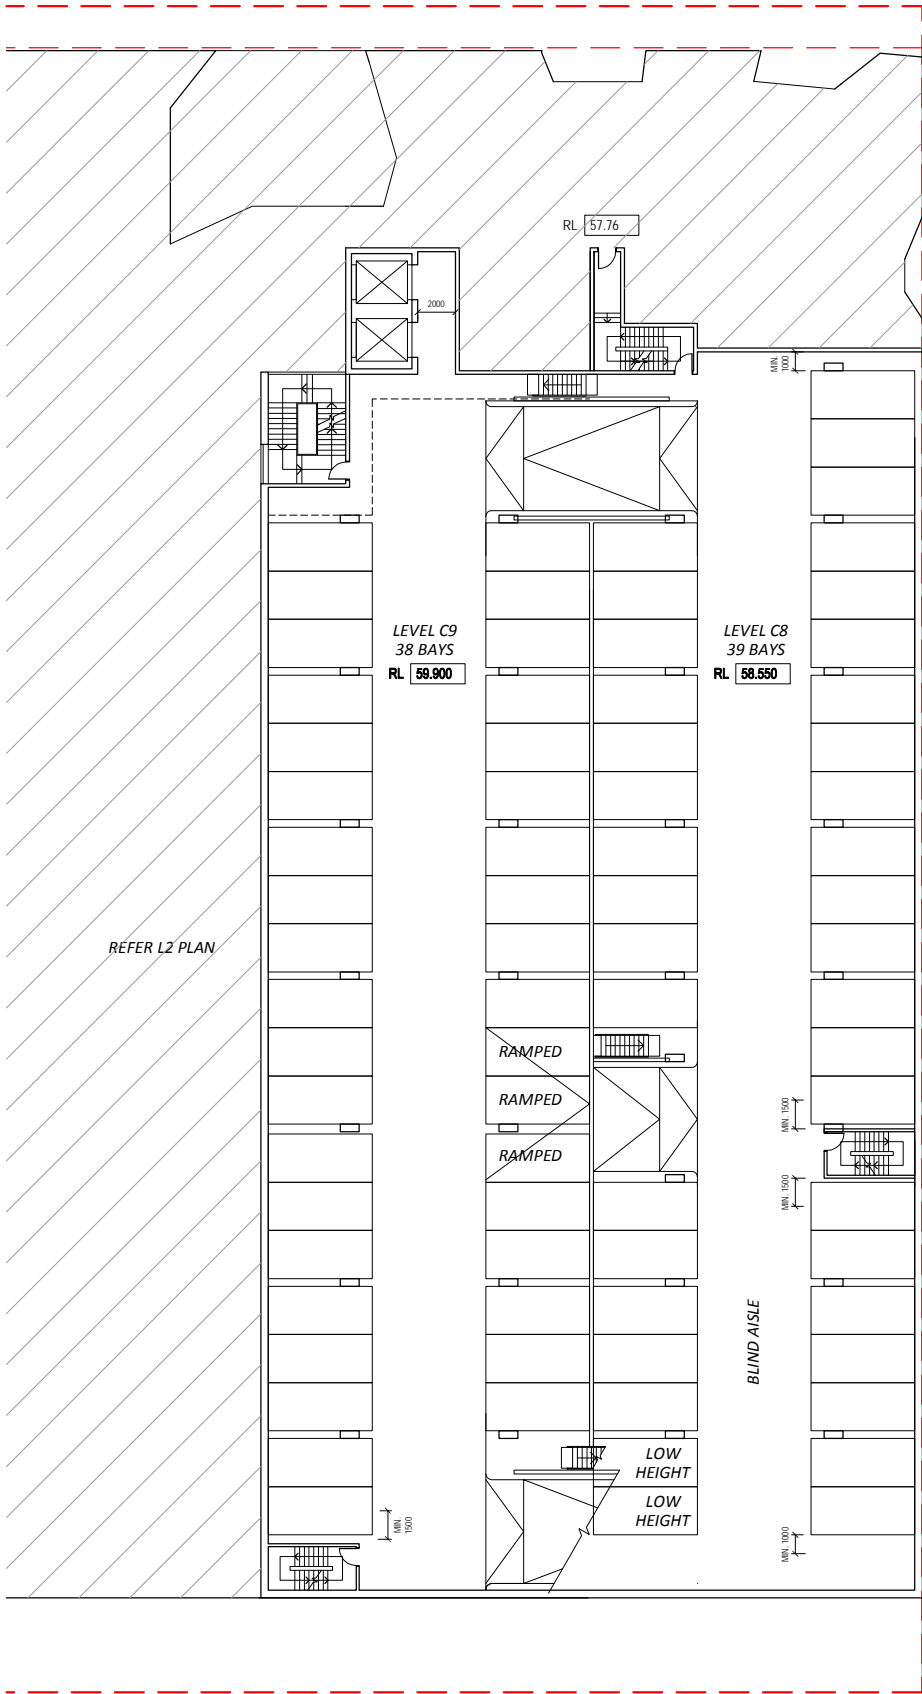 RL 57.76
2000
MIN. 1000
LEVEL C9
38 BAYS
RL 59.900
LEVEL C8
39 BAYS
RL 58.550
REFER L2 PLAN
RAMPED
RAMPED
RAMPED
MIN. 1500
MIN. 1500
BLIND AISLE
LOW
HEIGHT
LOW
HEIGHT
MIN.
1500
MIN. 1000